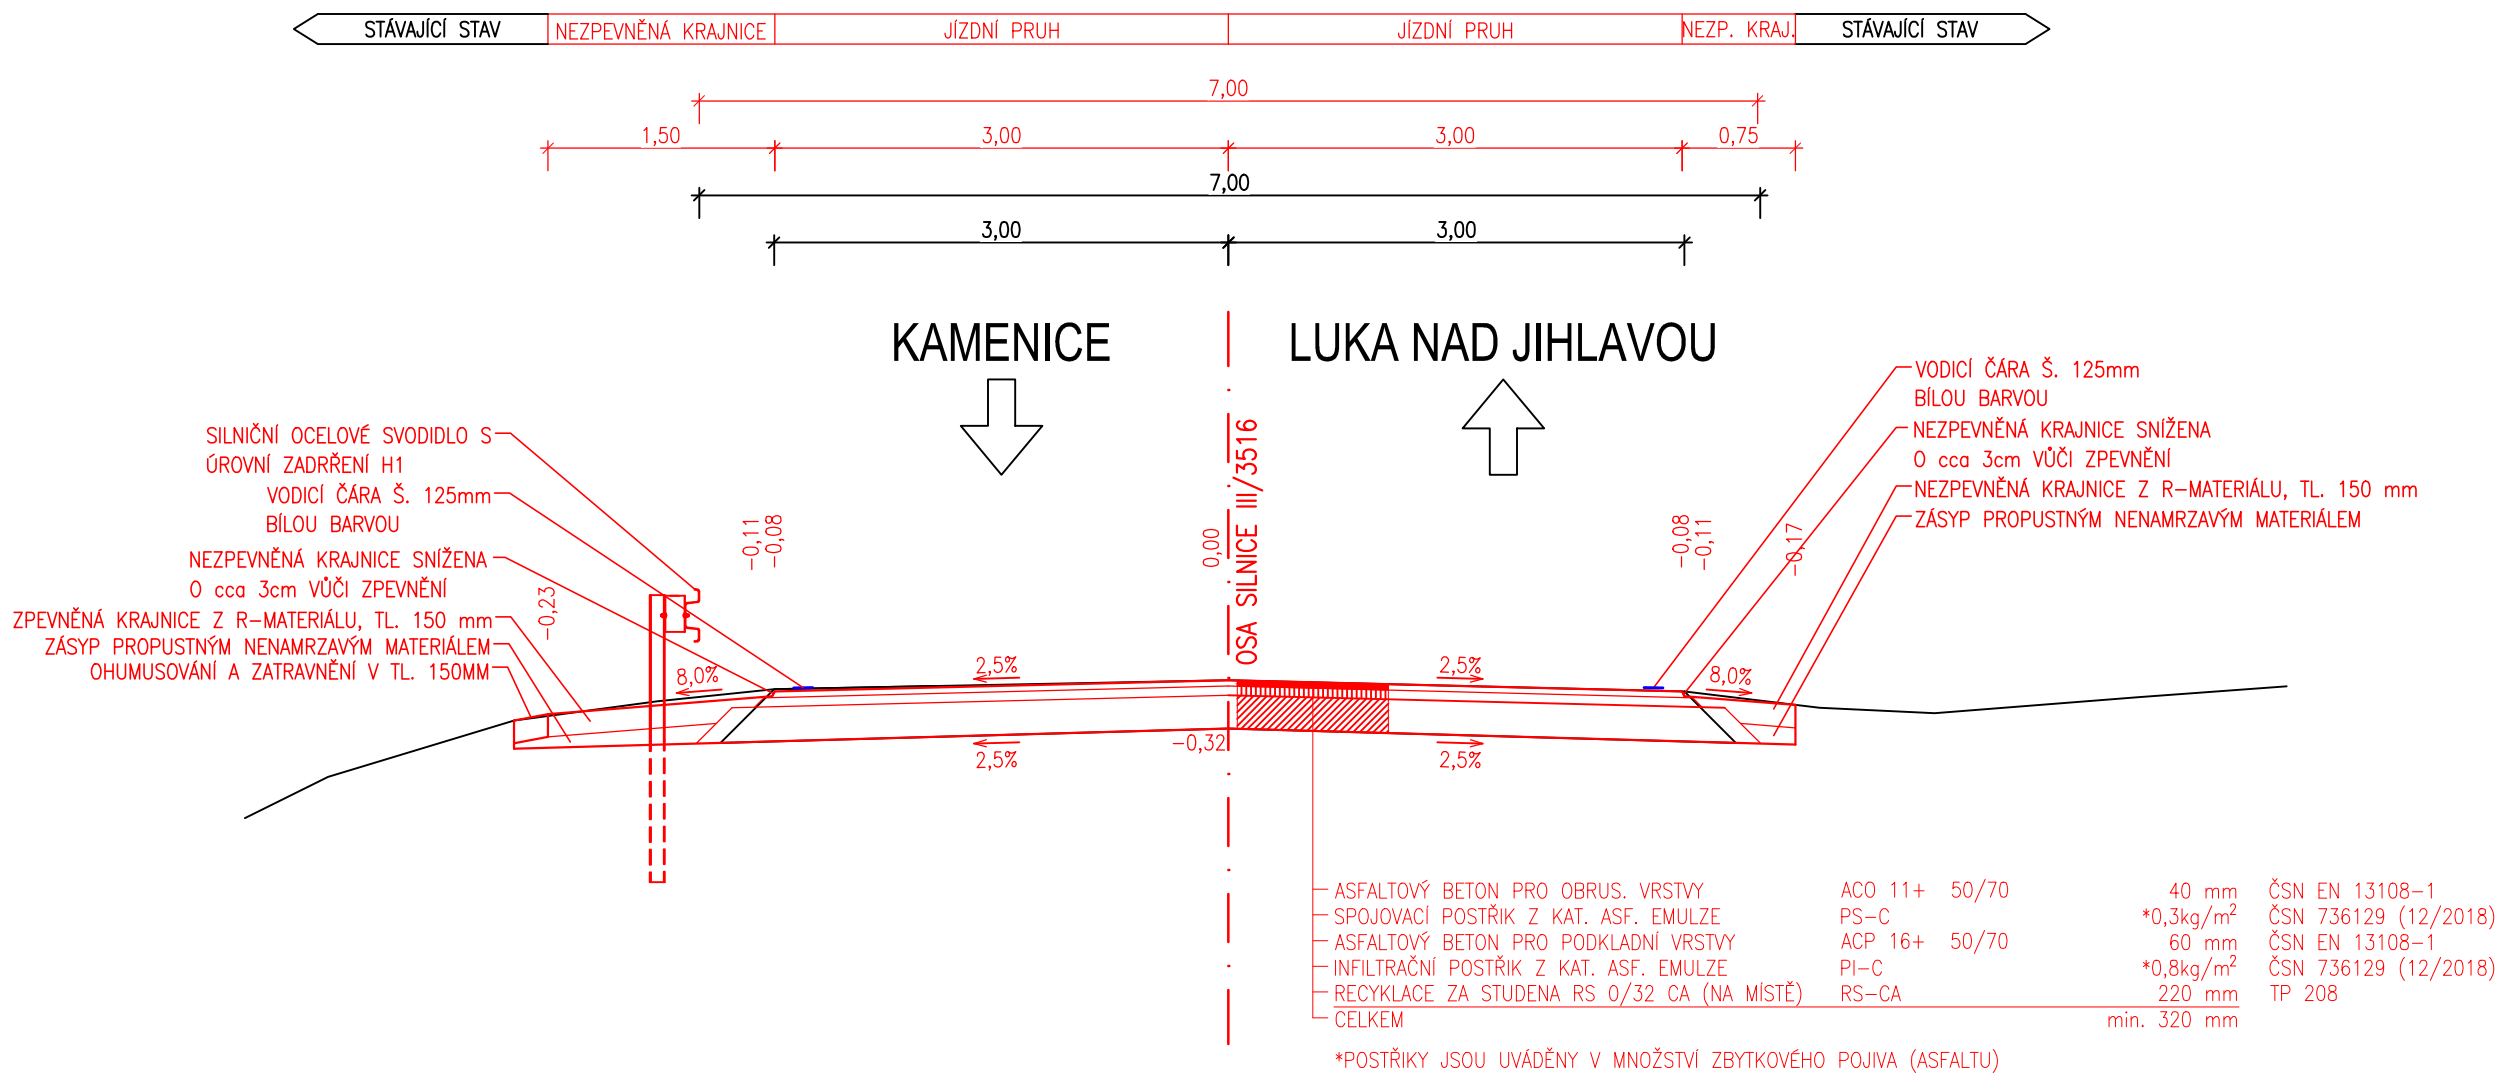 STÁVAJÍCÍ STAV
NEZPEVNĚNÁ KRAJNICE
JÍZDNÍ PRUH
JÍZDNÍ PRUH
NEZP. KRAJ.
STÁVAJÍCÍ STAV
7,00
1,50
3,00
3,00
0,75
7,00
3,00
3,00
KAMENICE
LUKA NAD JIHLAVOU
SILNIČNÍ OCELOVÉ SVODIDLO S
ÚROVNÍ ZADRŘENÍ H1
VODICÍ ČÁRA Š. 125mm
BÍLOU BARVOU
NEZPEVNĚNÁ KRAJNICE SNÍŽENA
O cca 3cm VŮČI ZPEVNĚNÍ
ZPEVNĚNÁ KRAJNICE Z R-MATERIÁLU, TL. 150 mm
ZÁSYP PROPUSTNÝM NENAMRZAVÝM MATERIÁLEM
OHUMUSOVÁNÍ A ZATRAVNĚNÍ V TL. 150MM
-0,23
-0,11
-0,08
0,00
OSA SILNICE III/3516
-0,08
-0,11
-0,17
VODICÍ ČÁRA Š. 125mm
BÍLOU BARVOU
NEZPEVNĚNÁ KRAJNICE SNÍŽENA
O cca 3cm VŮČI ZPEVNĚNÍ
NEZPEVNĚNÁ KRAJNICE Z R-MATERIÁLU, TL. 150 mm
ZÁSYP PROPUSTNÝM NENAMRZAVÝM MATERIÁLEM
8,0%
2,5%
2,5%
8,0%
2,5%
-0,32
2,5%
ASFALTOVÝ BETON PRO OBRUS. VRSTVY ACO 11+ 50/70 40 mm ČSN EN 13108-1
SPOJOVACÍ POSTŘIK Z KAT. ASF. EMULZE PS-C *0,3kg/m² ČSN 736129 (12/2018)
ASFALTOVÝ BETON PRO PODKLADNÍ VRSTVY ACP 16+ 50/70 60 mm ČSN EN 13108-1
INFILTRAČNÍ POSTŘIK Z KAT. ASF. EMULZE PI-C *0,8kg/m² ČSN 736129 (12/2018)
RECYKLACE ZA STUDENA RS 0/32 CA (NA MÍSTĚ) RS-CA 220 mm TP 208
CELKEM min. 320 mm
*POSTŘIKY JSOU UVÁDĚNY V MNOŽSTVÍ ZBYTKOVÉHO POJIVA (ASFALTU)